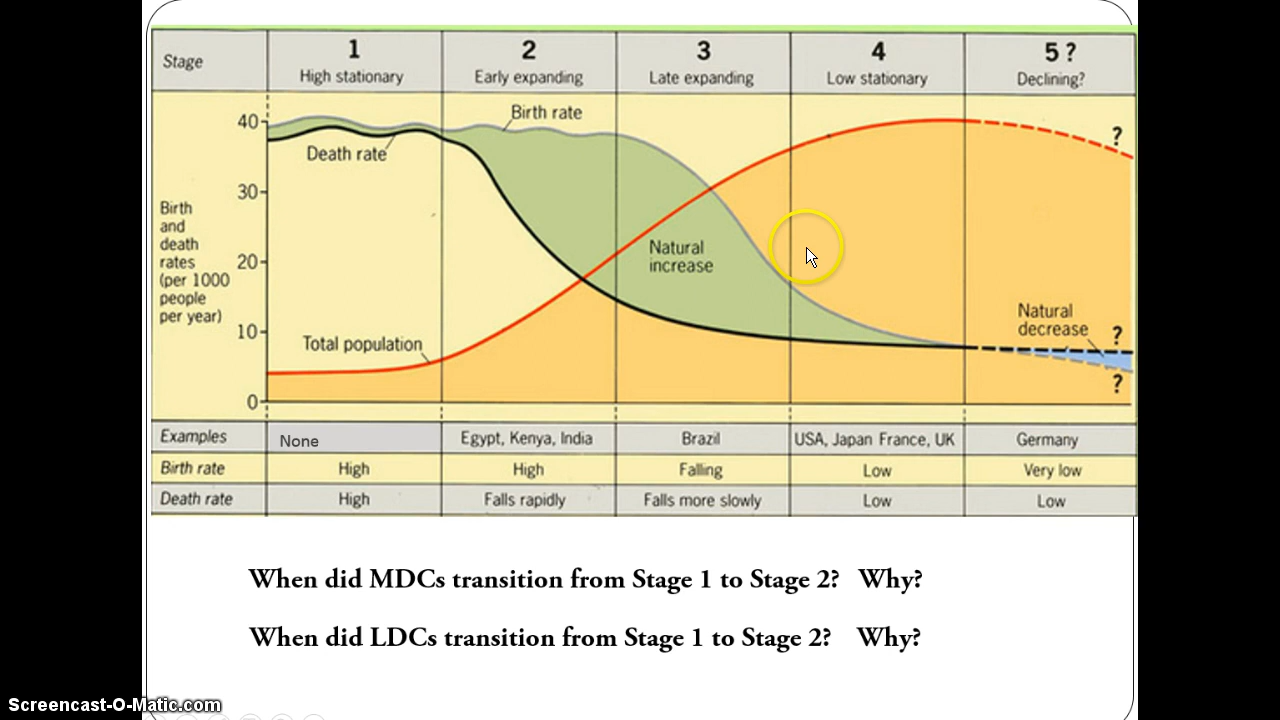 Stage
1
High stationary
2
Early expanding
3
Late expanding
4
Low stationary
5 ?
Declining?
40
30
20
10
0
Birth
and
death
rates
(per 1000
people
per year)
Birth rate
Death rate
Natural
increase
Total population
Natural
decrease
?
?
?
Examples
None
Egypt, Kenya, India
Brazil
USA, Japan France, UK
Germany
Birth rate
High
High
Falling
Low
Very low
Death rate
High
Falls rapidly
Falls more slowly
Low
Low
When did MDCs transition from Stage 1 to Stage 2? Why?
When did LDCs transition from Stage 1 to Stage 2? Why?
Screencast-O-Matic.com